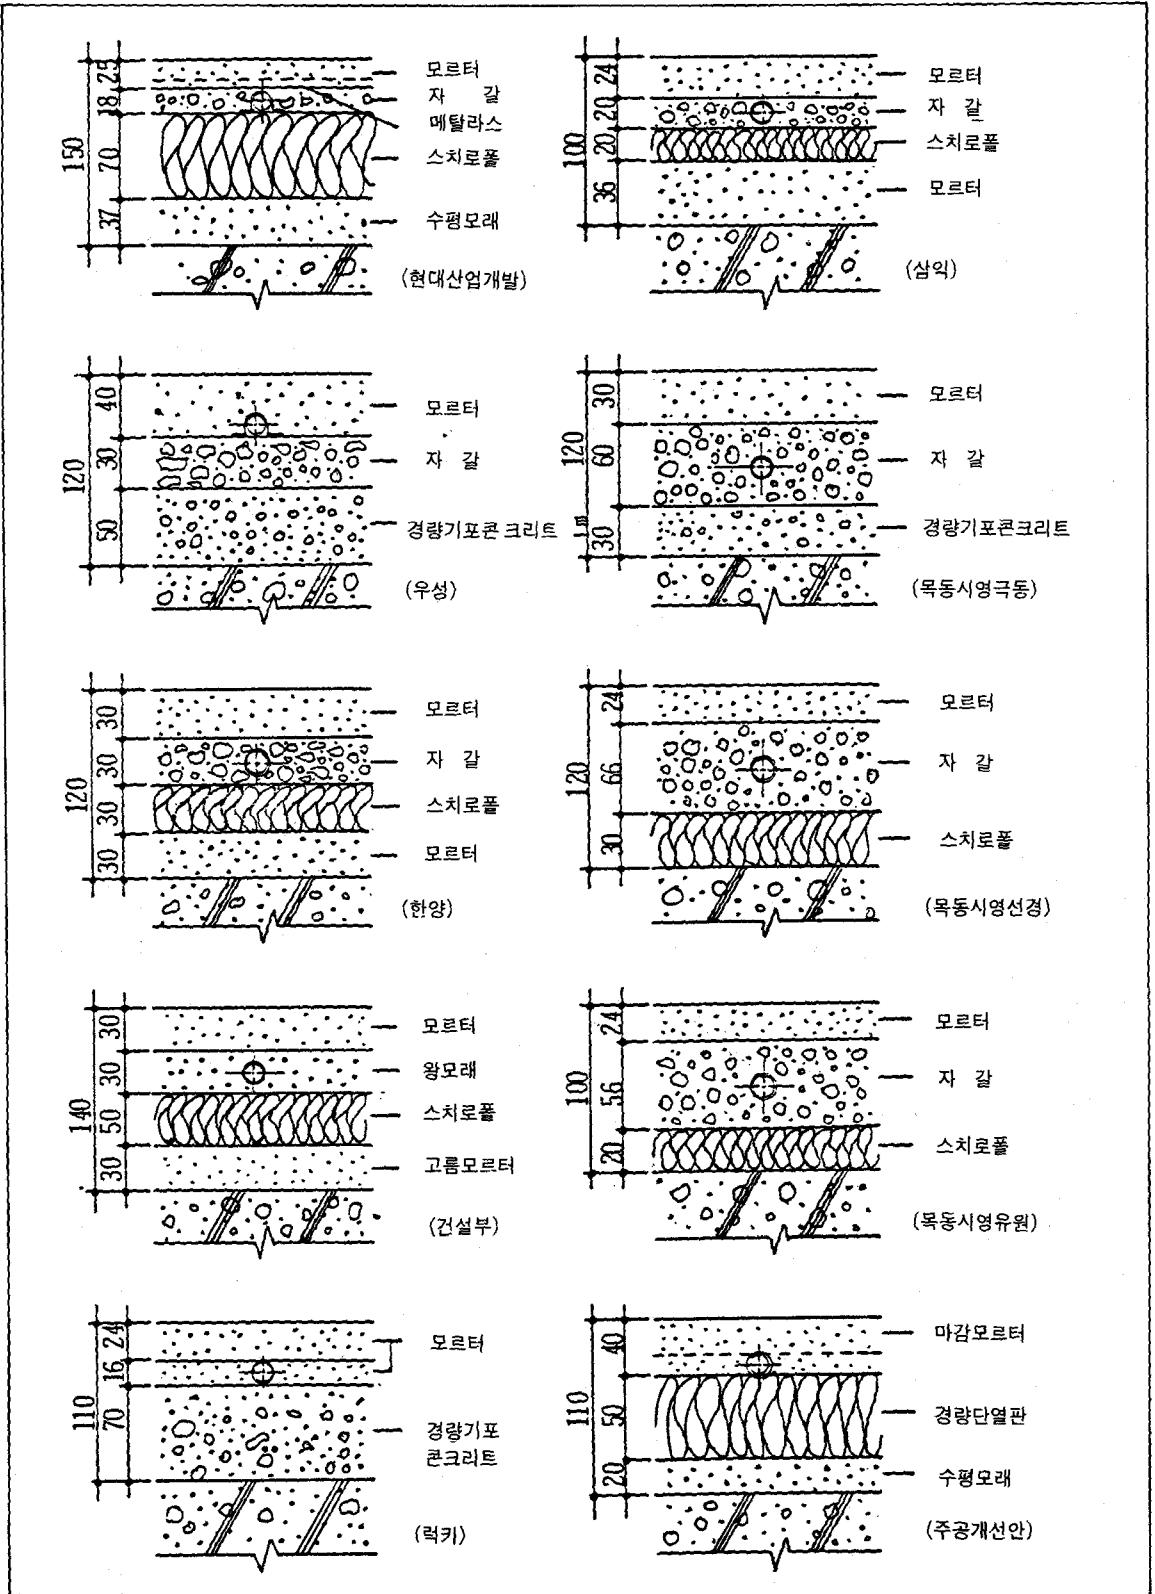 150
25
18
70
37
모르터
자 갈
메탈라스
스치로폴
수평모래
(현대산업개발)
100
24
20
20
36
모르터
자 갈
스치로폴
모르터
(삼익)
120
40
30
50
모르터
자 갈
경량기포콘크리트
(우성)
120
30
60
30
모르터
자 갈
경량기포콘크리트
(목동시영극동)
120
30
30
30
30
모르터
자 갈
스치로폴
모르터
(한양)
120
24
66
30
모르터
자 갈
스치로폴
(목동시영선경)
140
30
30
50
30
모르터
왕모래
스치로폴
고름모르터
(건설부)
100
24
56
20
모르터
자 갈
스치로폴
(목동시영유원)
110
24
16
70
모르터
경량기포
콘크리트
(럭키)
110
40
50
20
마감모르터
경량단열판
수평모래
(주공개선안)